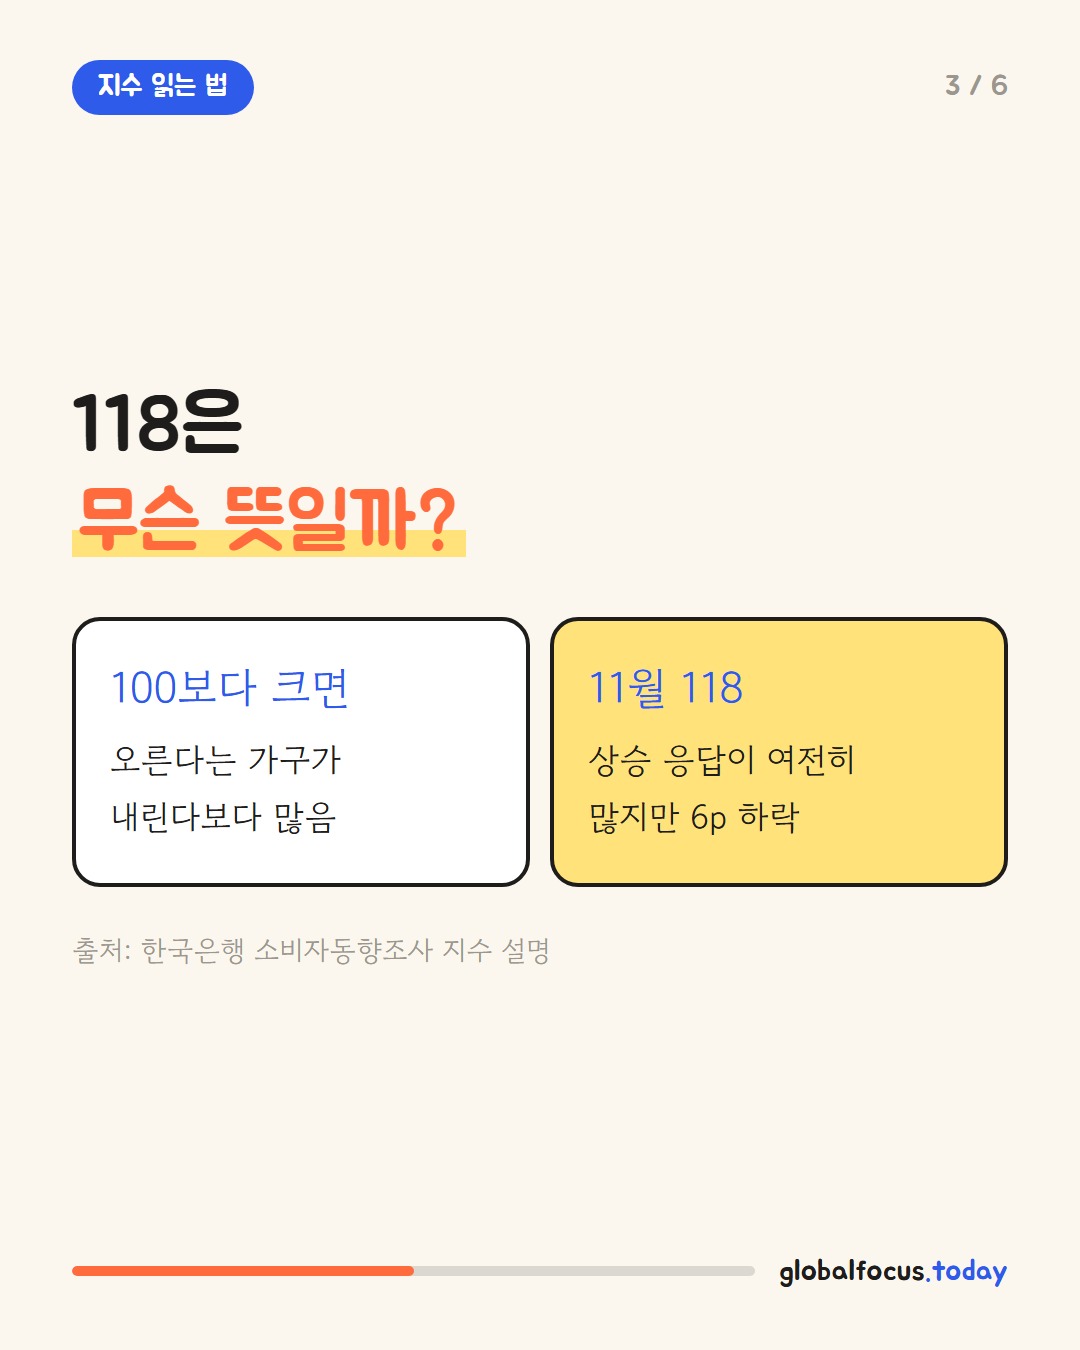 지수 읽는 법
3 / 6
118은
무슨 뜻일까?
100보다 크면
오른다는 가구가
내린다보다 많음
11월 118
상승 응답이 여전히
많지만 6p 하락
출처: 한국은행 소비자동향조사 지수 설명
globalfocus.today